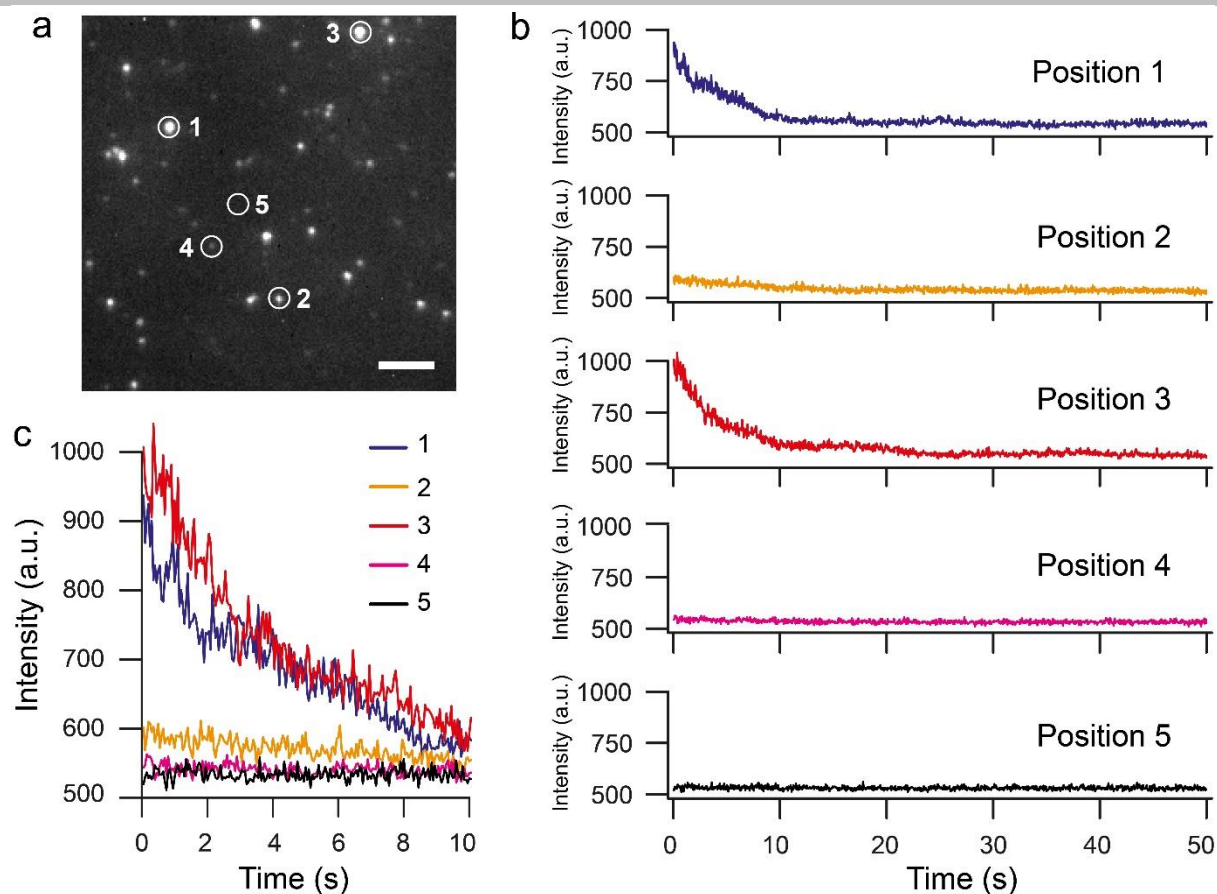 a
3
1
5
4
2
b
Intensity (a.u.)
1000
750
500
Position 1
Intensity (a.u.)
1000
750
500
Position 2
Intensity (a.u.)
1000
750
500
Position 3
Intensity (a.u.)
1000
750
500
Position 4
Intensity (a.u.)
1000
750
500
Position 5
0 10 20 30 40 50
Time (s)
c
Intensity (a.u.)
1000
900
800
700
600
500
1
2
3
4
5
0 2 4 6 8 10
Time (s)